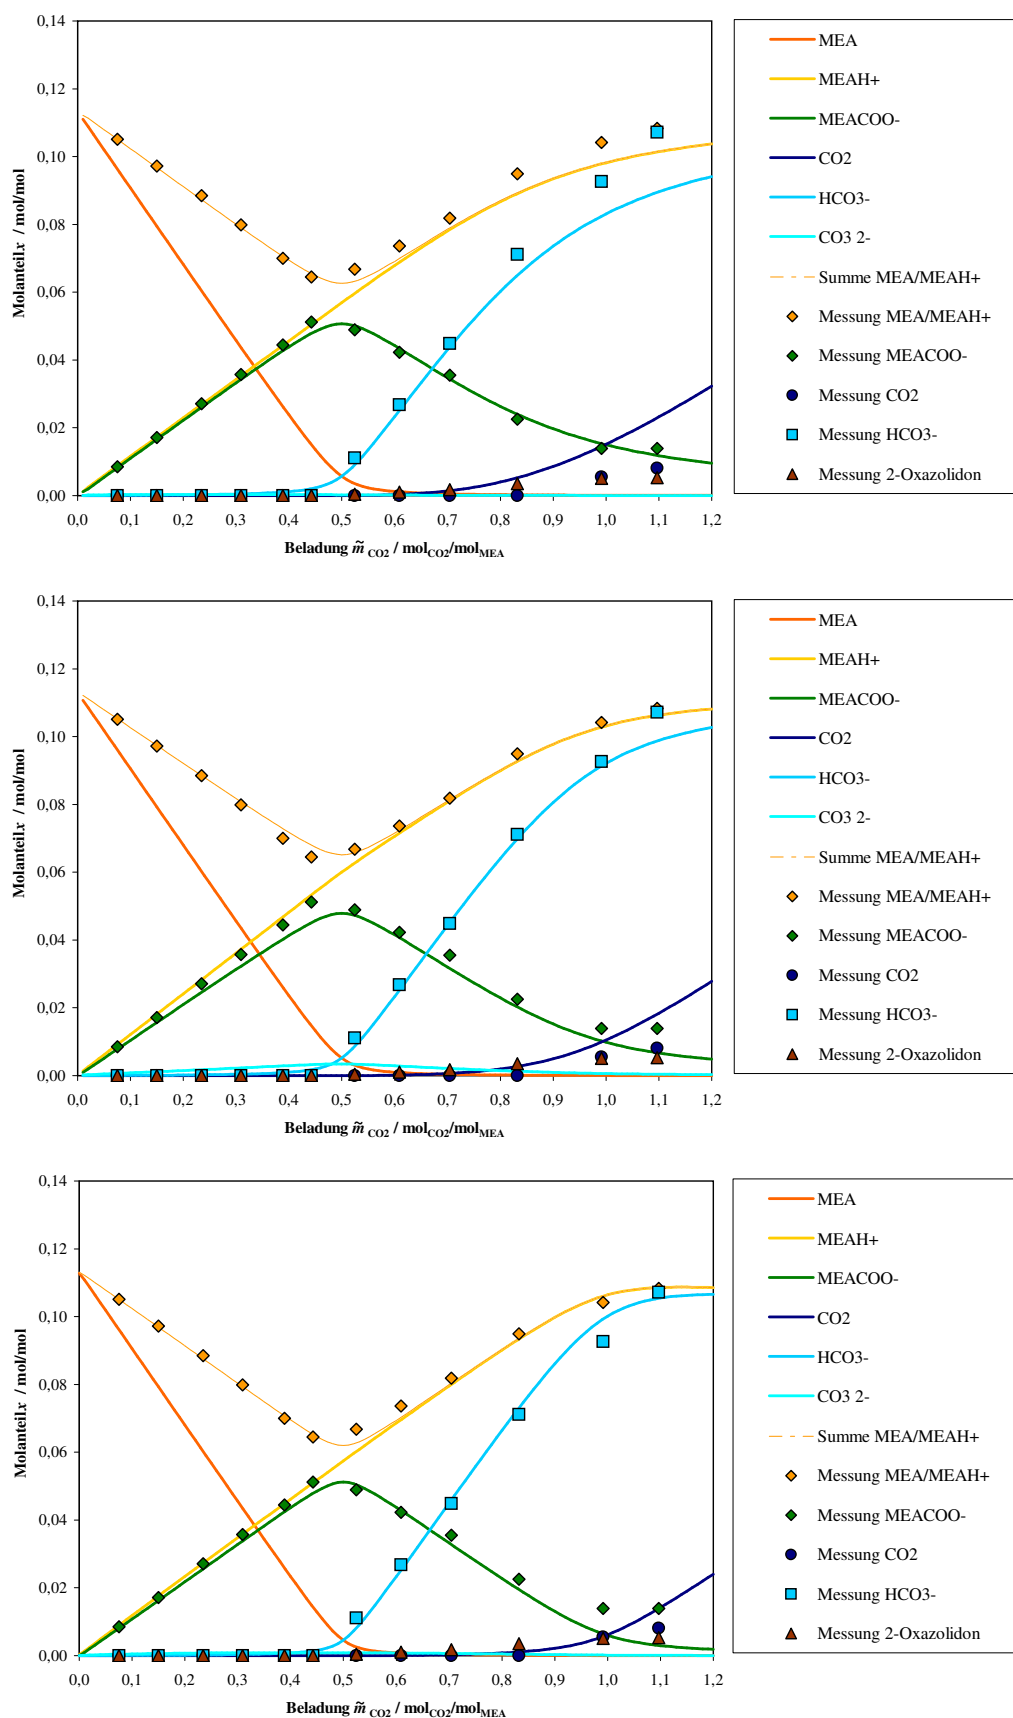 0,14
0,12
0,10
0,08
0,06
0,04
0,02
0,00
Molanteil x / mol/mol
0,0 0,1 0,2 0,3 0,4 0,5 0,6 0,7 0,8 0,9 1,0 1,1 1,2
Beladung m̃ CO2 / molCO2/molMEA
MEA
MEAH+
MEACOO-
CO2
HCO3-
CO3 2-
Summe MEA/MEAH+
Messung MEA/MEAH+
Messung MEACOO-
Messung CO2
Messung HCO3-
Messung 2-Oxazolidon
0,14
0,12
0,10
0,08
0,06
0,04
0,02
0,00
Molanteil x / mol/mol
0,0 0,1 0,2 0,3 0,4 0,5 0,6 0,7 0,8 0,9 1,0 1,1 1,2
Beladung m̃ CO2 / molCO2/molMEA
MEA
MEAH+
MEACOO-
CO2
HCO3-
CO3 2-
Summe MEA/MEAH+
Messung MEA/MEAH+
Messung MEACOO-
Messung CO2
Messung HCO3-
Messung 2-Oxazolidon
0,14
0,12
0,10
0,08
0,06
0,04
0,02
0,00
Molanteil x / mol/mol
0,0 0,1 0,2 0,3 0,4 0,5 0,6 0,7 0,8 0,9 1,0 1,1 1,2
Beladung m̃ CO2 / molCO2/molMEA
MEA
MEAH+
MEACOO-
CO2
HCO3-
CO3 2-
Summe MEA/MEAH+
Messung MEA/MEAH+
Messung MEACOO-
Messung CO2
Messung HCO3-
Messung 2-Oxazolidon